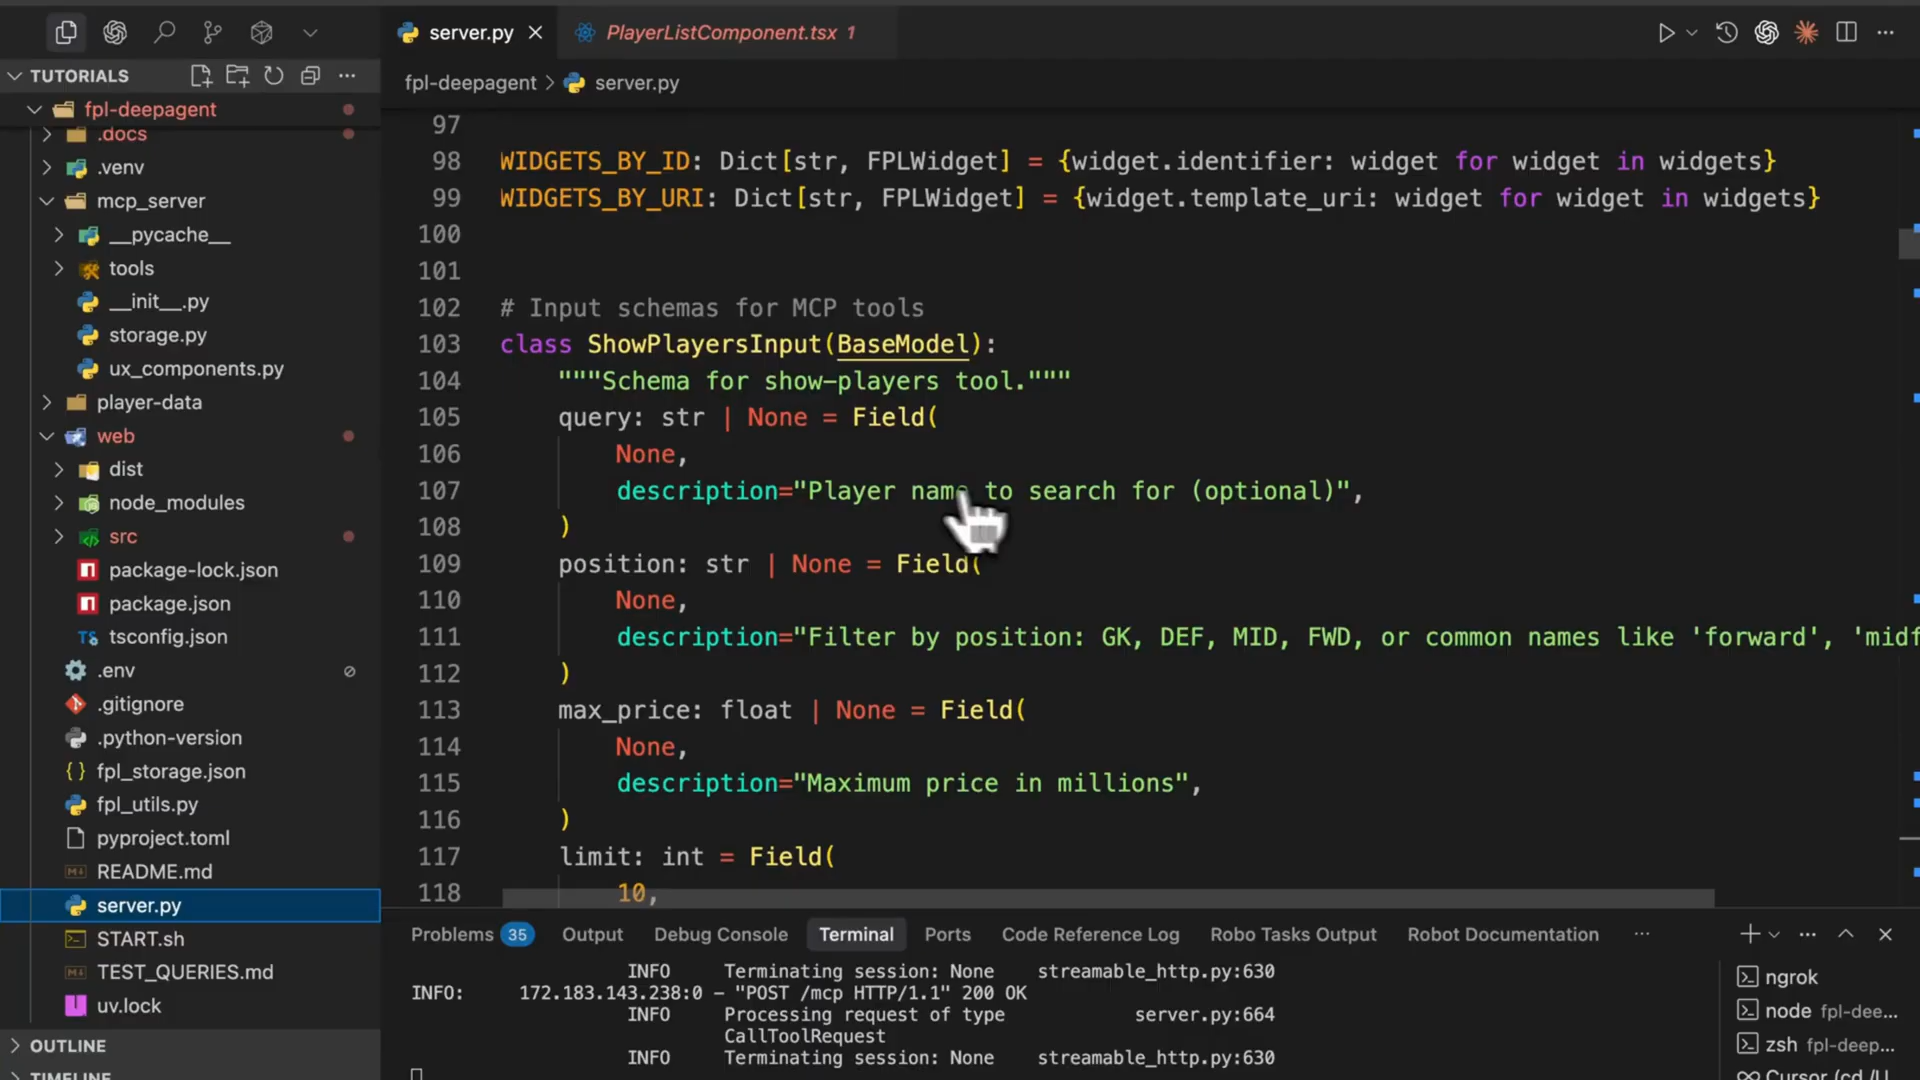 server.py
PlayerListComponent.tsx 1
TUTORIALS
fpl-deepagent > server.py
fpl-deepagent
.docs
.venv
mcp_server
__pycache__
tools
__init__.py
storage.py
ux_components.py
player-data
web
dist
node_modules
src
package-lock.json
package.json
tsconfig.json
.env
.gitignore
.python-version
fpl_storage.json
fpl_utils.py
pyproject.toml
README.md
server.py
START.sh
TEST_QUERIES.md
uv.lock
OUTLINE
TIMELINE
97
98 WIDGETS_BY_ID: Dict[str, FPLWidget] = {widget.identifier: widget for widget in widgets}
99 WIDGETS_BY_URI: Dict[str, FPLWidget] = {widget.template_uri: widget for widget in widgets}
100
101
102 # Input schemas for MCP tools
103 class ShowPlayersInput(BaseModel):
104 """Schema for show-players tool."""
105 query: str | None = Field(
106 None,
107 description="Player name to search for (optional)",
108 )
109 position: str | None = Field(
110 None,
111 description="Filter by position: GK, DEF, MID, FWD, or common names like 'forward', 'midf
112 )
113 max_price: float | None = Field(
114 None,
115 description="Maximum price in millions",
116 )
117 limit: int = Field(
118 10,
Problems 35 Output Debug Console Terminal Ports Code Reference Log Robo Tasks Output Robot Documentation
INFO Terminating session: None streamable_http.py:630
INFO: 172.183.143.238:0 - "POST /mcp HTTP/1.1" 200 OK
INFO Processing request of type server.py:664
CallToolRequest
INFO Terminating session: None streamable_http.py:630
ngrok
node fpl-dee...
zsh fpl-deep...
Cursor (cd /U